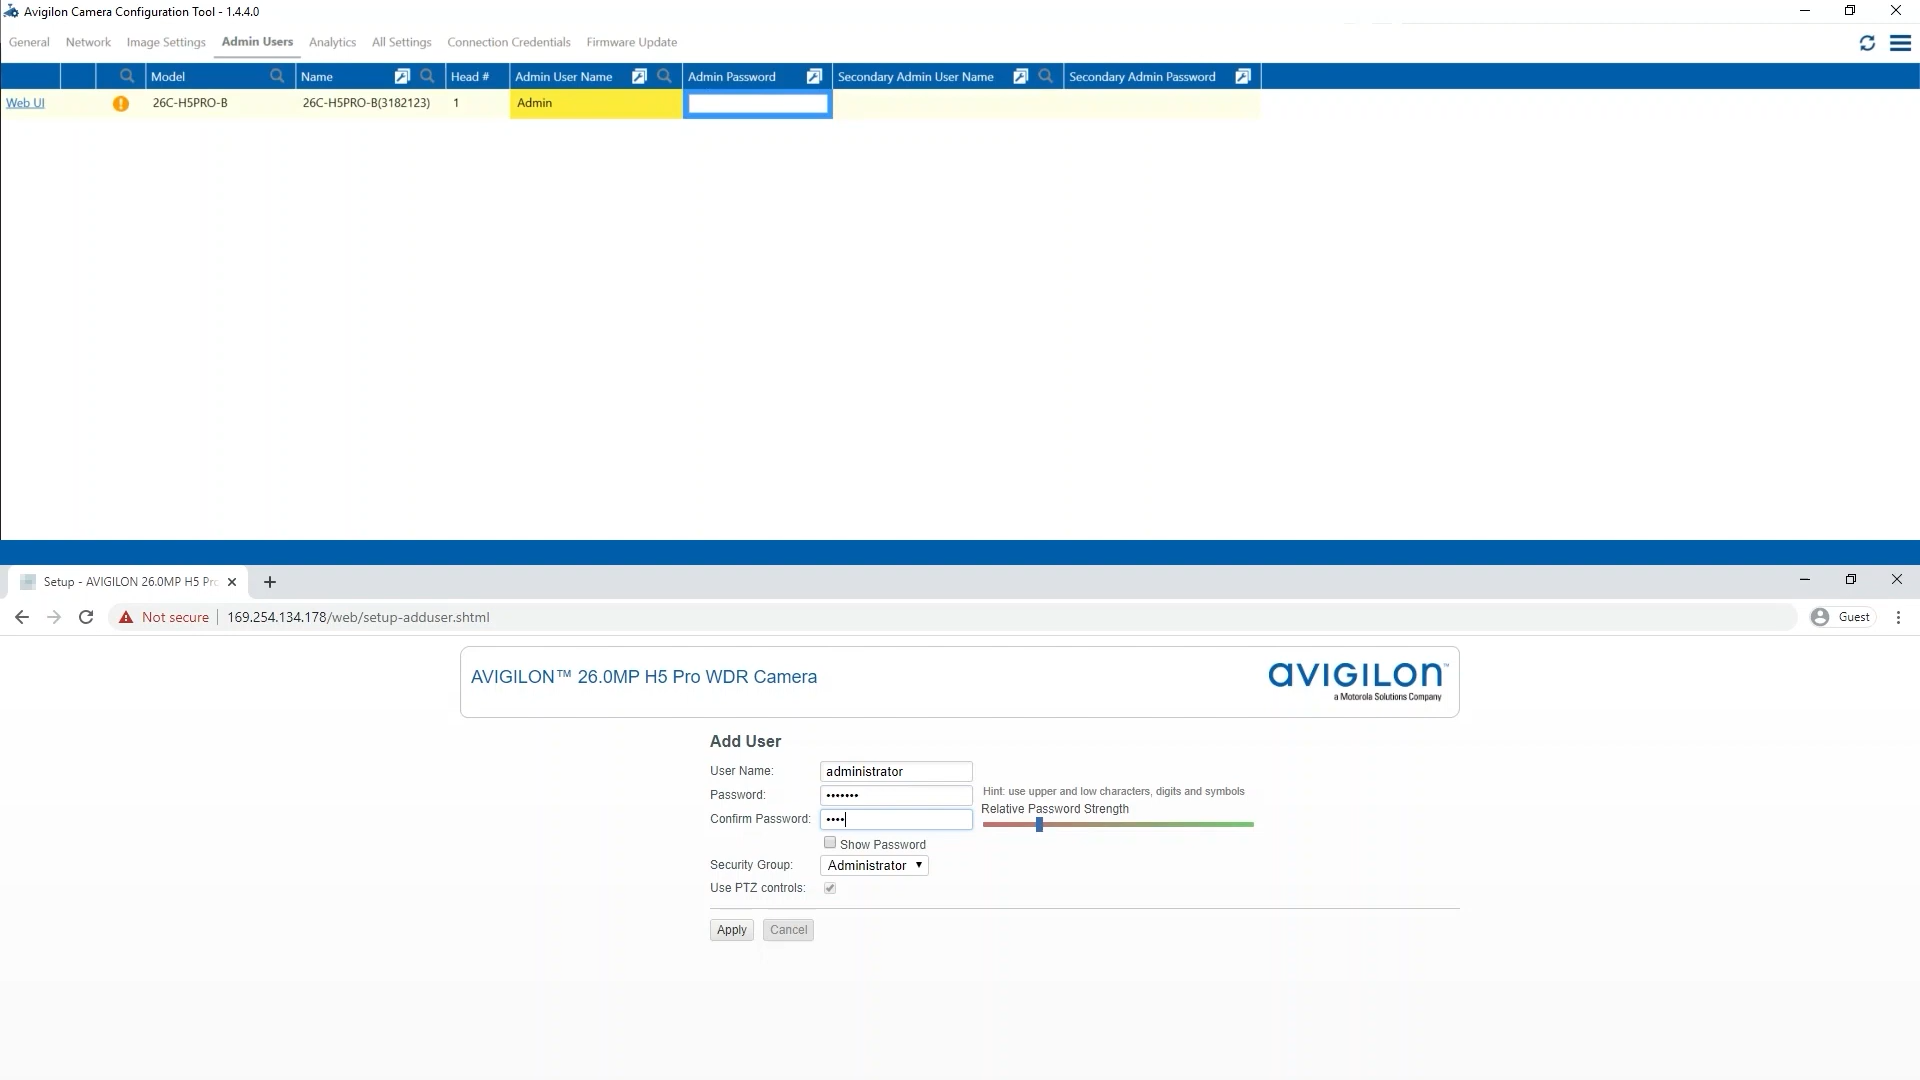 Avigilon Camera Configuration Tool - 1.4.4.0
General Network Image Settings Admin Users Analytics All Settings Connection Credentials Firmware Update
Model Name Head # Admin User Name Admin Password Secondary Admin User Name Secondary Admin Password
Web UI 26C-H5PRO-B 26C-H5PRO-B(3182123) 1 Admin
Setup - AVIGILON 26.0MP H5 Pro
Not secure 169.254.134.178/web/setup-adduser.shtml Guest
AVIGILON™ 26.0MP H5 Pro WDR Camera
aVIGILON™
a Motorola Solutions Company
Add User
User Name: administrator
Password: •••••••
Hint: use upper and low characters, digits and symbols
Relative Password Strength
Confirm Password: ••••
Show Password
Security Group: Administrator
Use PTZ controls:
Apply Cancel